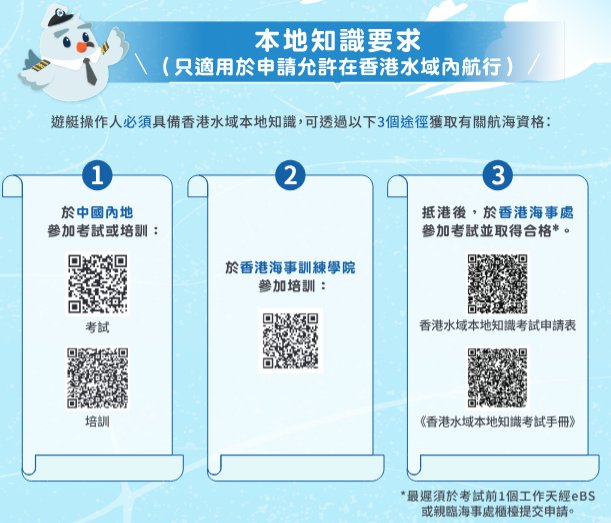 本地知識要求
（只適用於申請允許在香港水域內航行）
遊艇操作人必須具備香港水域本地知識，可透過以下3個途徑獲取有關航海資格：
1
於中國內地
參加考試或培訓：
考試
培訓
2
於香港海事訓練學院
參加培訓：
3
抵港後，於香港海事處
參加考試並取得合格*。
香港水域本地知識考試申請表
《香港水域本地知識考試手冊》
*最遲須於考試前1個工作天經eBS
或親臨海事處櫃檯提交申請。